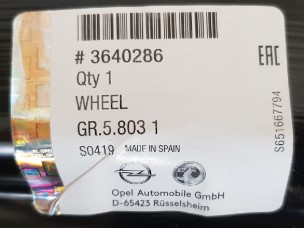 # 3640286
Qty 1
WHEEL
GR.5.803 1
S0419 MADE IN SPAIN
Opel Automobile GmbH
D-65423 Rüsselsheim
EAC
S651667794